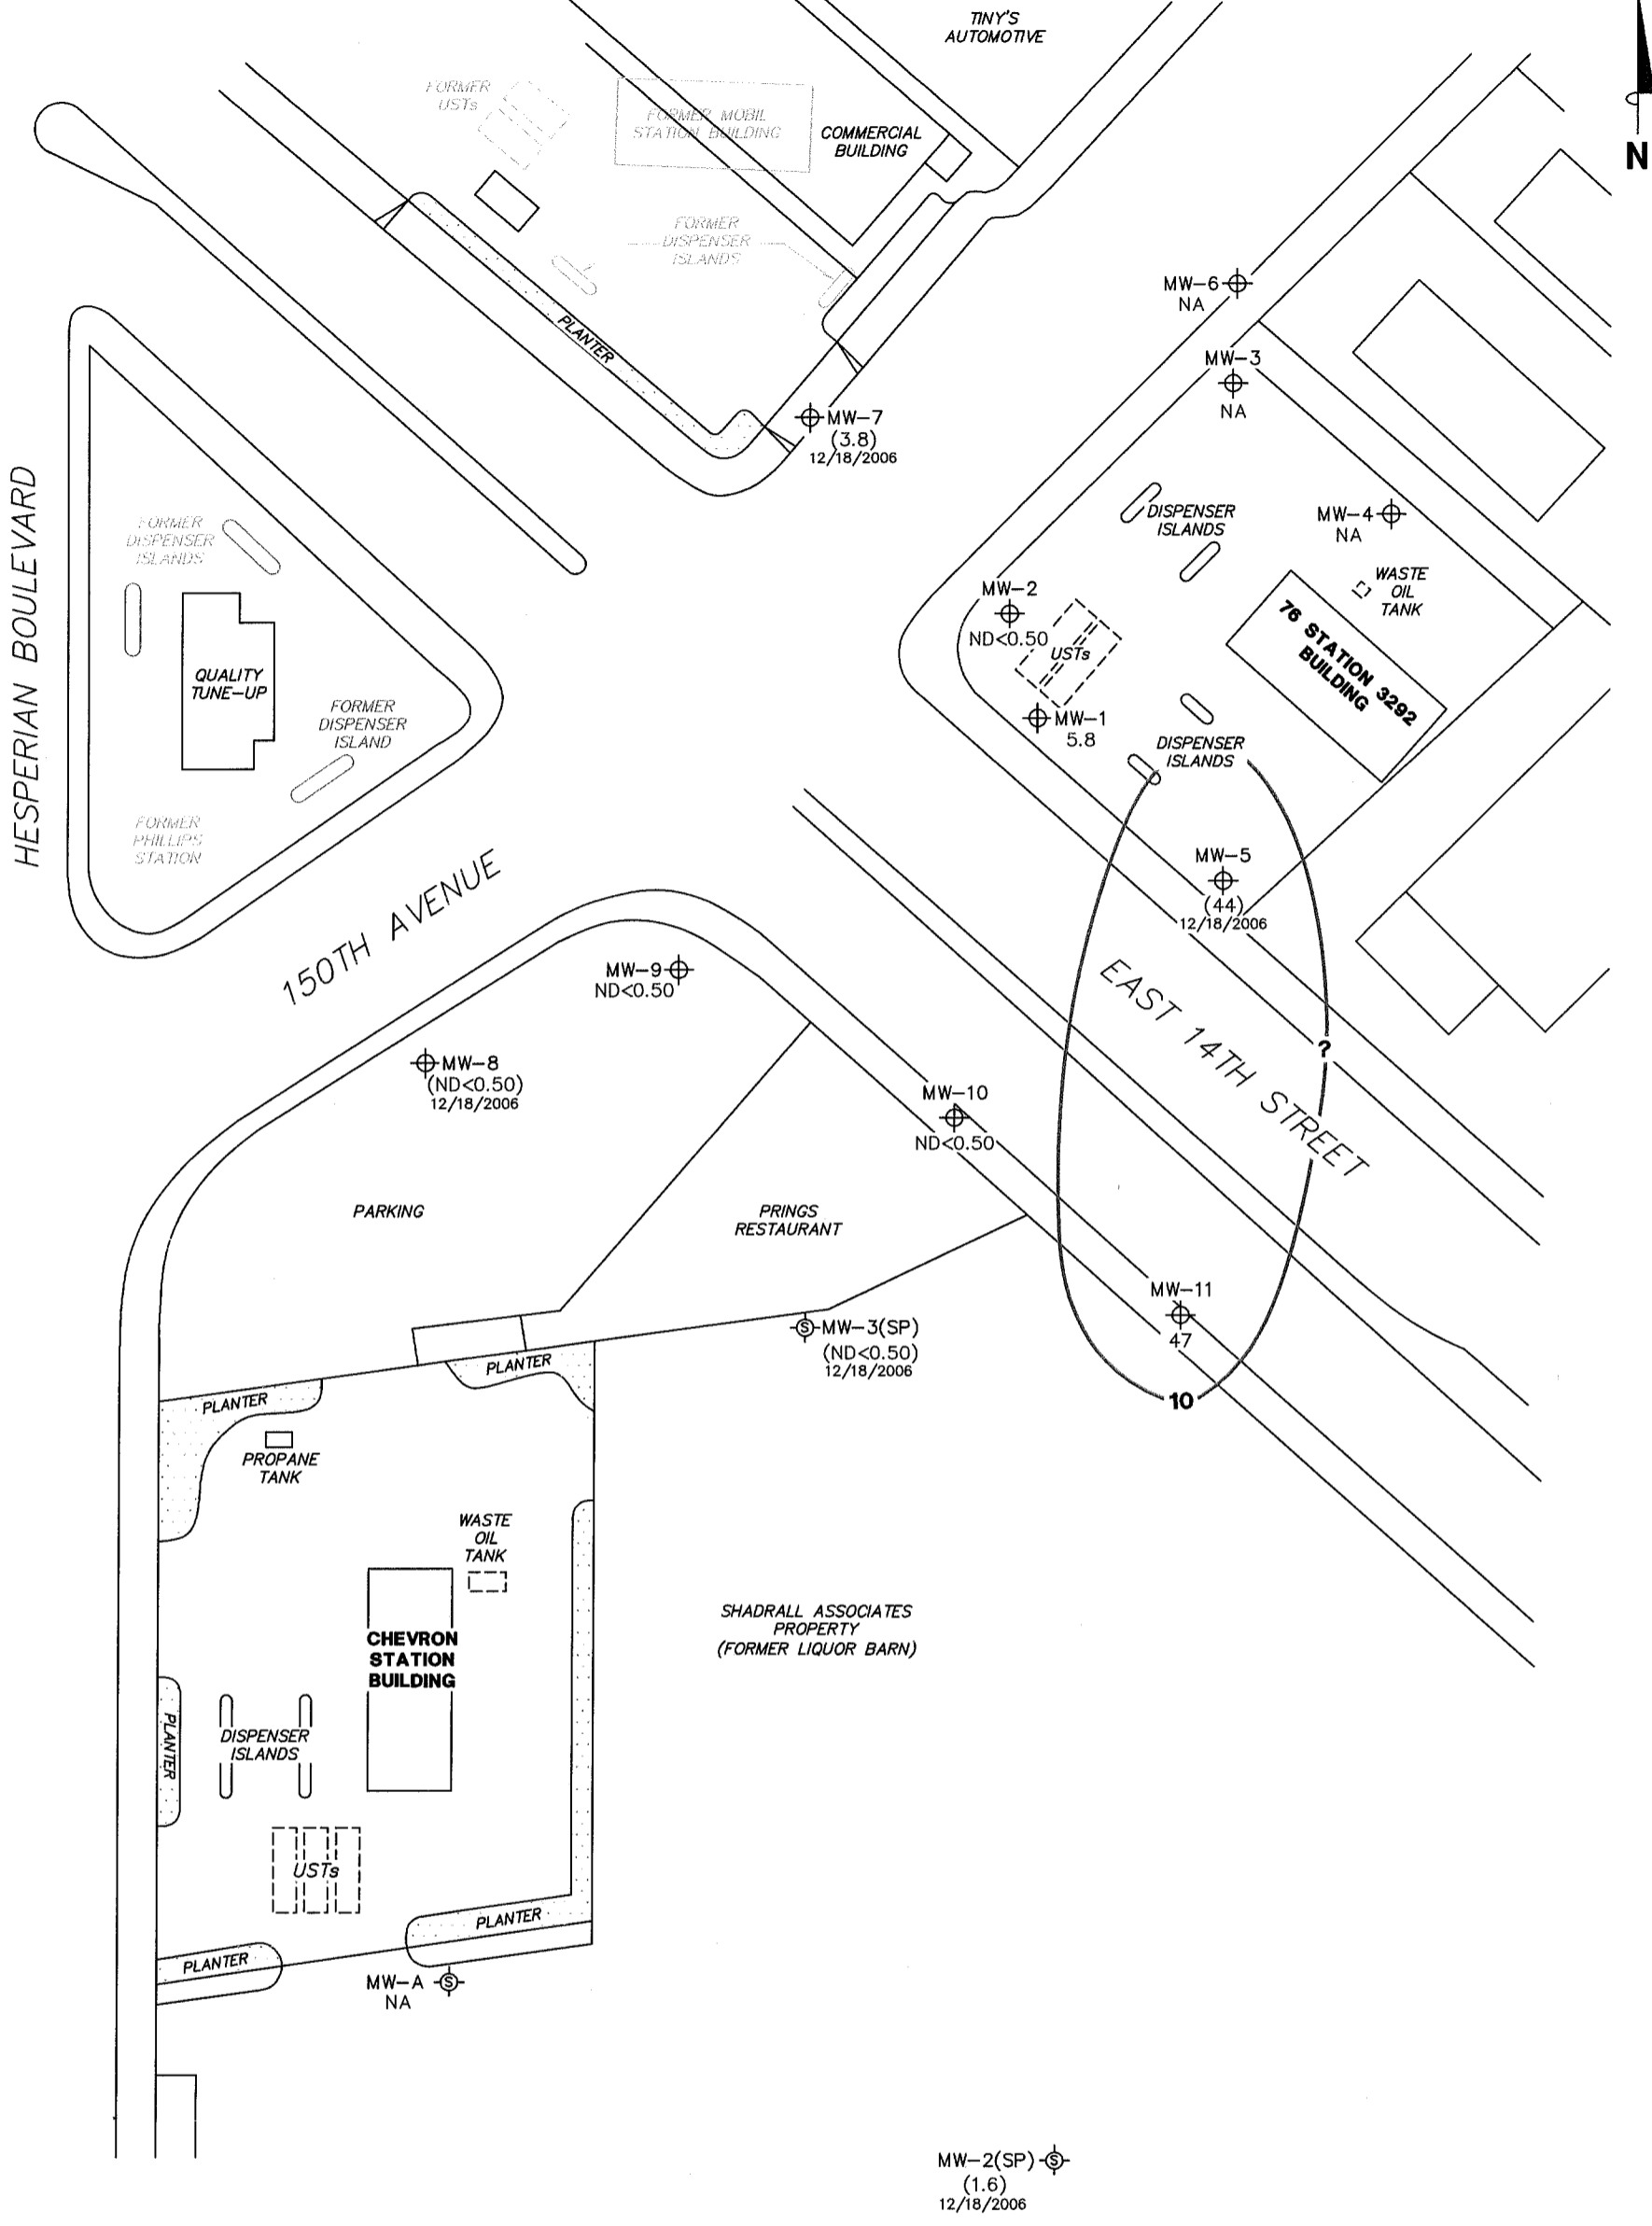 TINY'S
AUTOMOTIVE
N
FORMER
USTs
FORMER MOBIL
STATION BUILDING
COMMERCIAL
BUILDING
FORMER
DISPENSER
ISLANDS
PLANTER
MW-6
NA
MW-3
NA
MW-7
(3.8)
12/18/2006
HESPERIAN BOULEVARD
FORMER
DISPENSER
ISLANDS
DISPENSER
ISLANDS
MW-4
NA
WASTE
OIL
TANK
MW-2
ND<0.50
USTs
76 STATION 3292
BUILDING
QUALITY
TUNE-UP
FORMER
DISPENSER
ISLAND
MW-1
5.8
DISPENSER
ISLANDS
FORMER
PHILLIPS
STATION
150TH AVENUE
MW-5
(44)
12/18/2006
MW-9
ND<0.50
EAST 14TH STREET
?
MW-8
(ND<0.50)
12/18/2006
MW-10
ND<0.50
PARKING
PRINGS
RESTAURANT
MW-11
47
10
MW-3(SP)
(ND<0.50)
12/18/2006
PLANTER
PLANTER
PROPANE
TANK
WASTE
OIL
TANK
CHEVRON
STATION
BUILDING
SHADRALL ASSOCIATES
PROPERTY
(FORMER LIQUOR BARN)
PLANTER
DISPENSER
ISLANDS
USTs
PLANTER
PLANTER
MW-A
NA
MW-2(SP)
(1.6)
12/18/2006
S
S
S